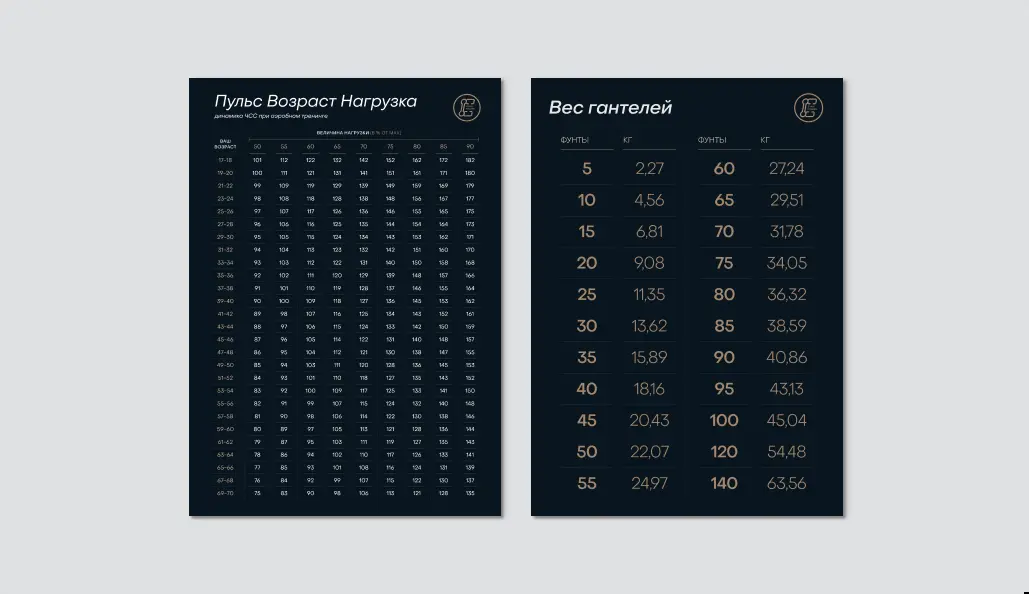 Пульс Возраст Нагрузка
динамика ЧСС при аэробном тренинге
ВЕЛИЧИНА НАГРУЗКИ (В % ОТ МАХ)
ВАШ
ВОЗРАСТ 50 55 60 65 70 75 80 85 90
17-18 101 112 122 132 142 152 162 172 182
19-20 100 111 121 131 141 151 161 171 180
21-22 99 109 119 129 139 149 159 169 179
23-24 98 108 118 128 138 148 156 167 177
25-26 97 107 117 126 136 146 155 165 175
27-28 96 106 116 125 135 144 154 164 173
29-30 95 105 115 124 134 143 153 162 171
31-32 94 104 113 123 132 142 151 160 170
33-34 93 103 112 122 131 140 150 158 168
35-36 92 102 111 120 129 139 148 157 166
37-38 91 101 110 119 128 137 146 155 164
39-40 90 100 109 118 127 136 145 153 162
41-42 89 98 107 116 125 134 143 152 161
43-44 88 97 106 115 124 133 142 150 159
45-46 87 96 105 114 122 131 140 148 157
47-48 86 95 104 112 121 130 138 147 155
49-50 85 94 103 111 120 128 136 145 153
51-52 84 93 101 110 118 127 135 143 152
53-54 83 92 100 109 117 125 133 141 150
55-56 82 91 99 107 115 124 132 140 148
57-58 81 90 98 106 114 122 130 138 146
59-60 80 89 97 105 113 121 128 136 144
61-62 79 87 95 103 111 119 127 135 143
63-64 78 86 94 102 110 117 126 133 141
65-66 77 85 93 101 108 116 124 131 139
67-68 76 84 92 99 107 115 122 130 137
69-70 75 83 90 98 106 113 121 128 135
Вес гантелей
ФУНТЫ КГ ФУНТЫ КГ
5 2,27 60 27,24
10 4,56 65 29,51
15 6,81 70 31,78
20 9,08 75 34,05
25 11,35 80 36,32
30 13,62 85 38,59
35 15,89 90 40,86
40 18,16 95 43,13
45 20,43 100 45,04
50 22,07 120 54,48
55 24,97 140 63,56